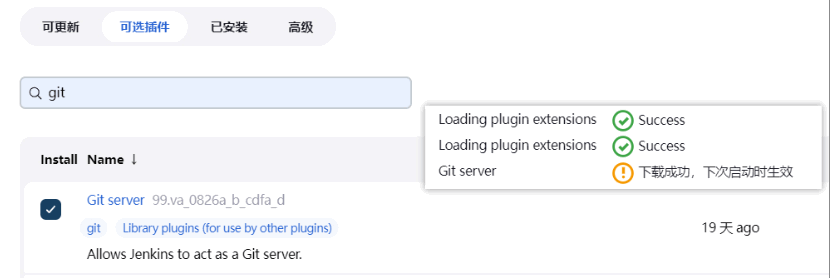 可更新 可选插件 已安装 高级
git
Loading plugin extensions Success
Loading plugin extensions Success
Git server 下载成功，下次启动时生效
Install Name ↓
Git server 99.va_0826a_b_cdfa_d
git Library plugins (for use by other plugins) 19 天 ago
Allows Jenkins to act as a Git server.